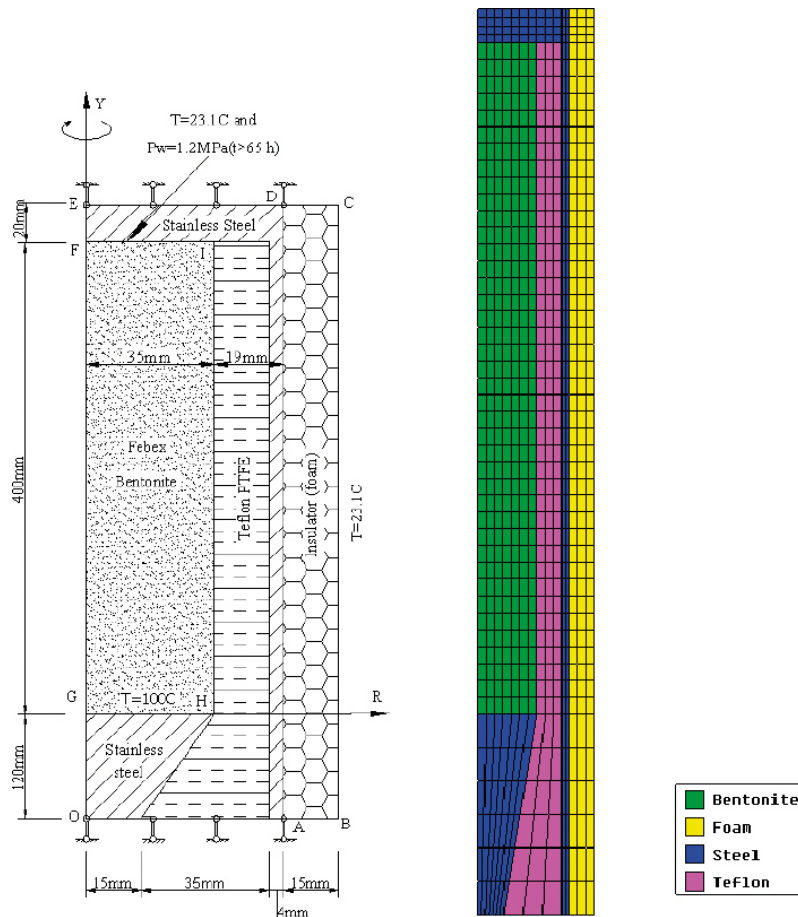 Y
T=23.1C and
Pw=1.2MPa(t>65 h)
E
D
C
20mm
Stainless Steel
F
I
35mm
19mm
400mm
Febex
Bentonite
Teflon PTFE
Insulator (foam)
T=23.1C
G
T=100C
H
R
120mm
Stainless
steel
O
A
B
15mm
35mm
15mm
4mm
Bentonite
Foam
Steel
Teflon